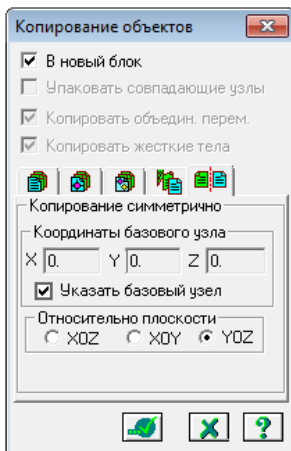 Копирование объектов
В новый блок
Упаковать совпадающие узлы
Копировать объедин. перем.
Копировать жесткие тела
Копирование симметрично
Координаты базового узла
X 0. Y 0. Z 0.
Указать базовый узел
Относительно плоскости
XOZ XOY YOZ
?